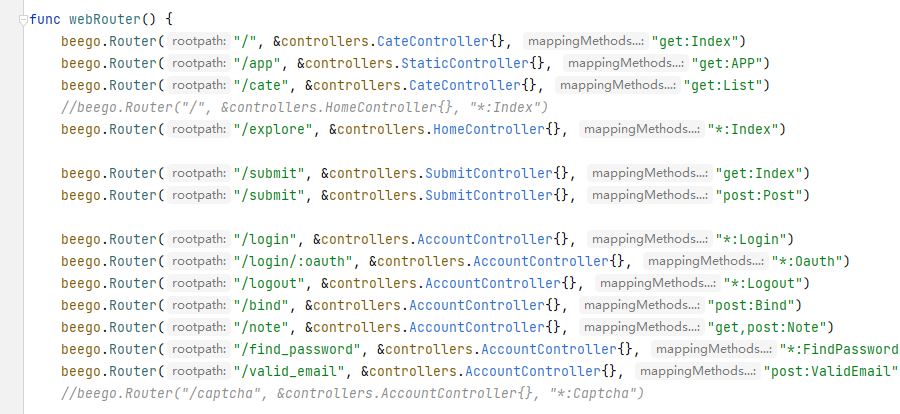 func webRouter() {
beego.Router( rootpath: "/", &controllers.CateController{}, mappingMethods...: "get:Index")
beego.Router( rootpath: "/app", &controllers.StaticController{}, mappingMethods...: "get:APP")
beego.Router( rootpath: "/cate", &controllers.CateController{}, mappingMethods...: "get:List")
//beego.Router("/", &controllers.HomeController{}, "*:Index")
beego.Router( rootpath: "/explore", &controllers.HomeController{}, mappingMethods...: "*:Index")
beego.Router( rootpath: "/submit", &controllers.SubmitController{}, mappingMethods...: "get:Index")
beego.Router( rootpath: "/submit", &controllers.SubmitController{}, mappingMethods...: "post:Post")
beego.Router( rootpath: "/login", &controllers.AccountController{}, mappingMethods...: "*:Login")
beego.Router( rootpath: "/login/:oauth", &controllers.AccountController{}, mappingMethods...: "*:Oauth")
beego.Router( rootpath: "/logout", &controllers.AccountController{}, mappingMethods...: "*:Logout")
beego.Router( rootpath: "/bind", &controllers.AccountController{}, mappingMethods...: "post:Bind")
beego.Router( rootpath: "/note", &controllers.AccountController{}, mappingMethods...: "get,post:Note")
beego.Router( rootpath: "/find_password", &controllers.AccountController{}, mappingMethods...: "*:FindPassword
beego.Router( rootpath: "/valid_email", &controllers.AccountController{}, mappingMethods...: "post:ValidEmail"
//beego.Router("/captcha", &controllers.AccountController{}, "*:Captcha")